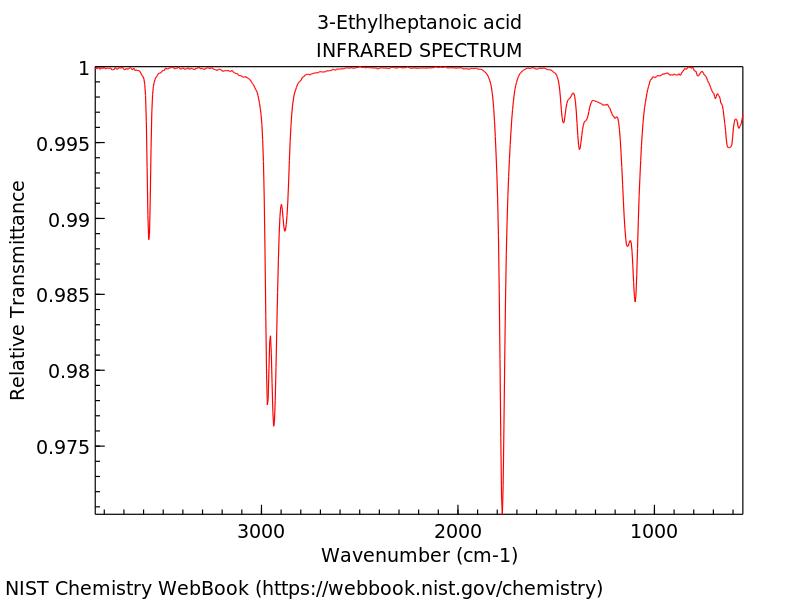 3-Ethylheptanoic acid
INFRARED SPECTRUM
1
0.995
0.99
0.985
0.98
0.975
Relative Transmittance
3000 2000 1000
Wavenumber (cm-1)
NIST Chemistry WebBook (https://webbook.nist.gov/chemistry)